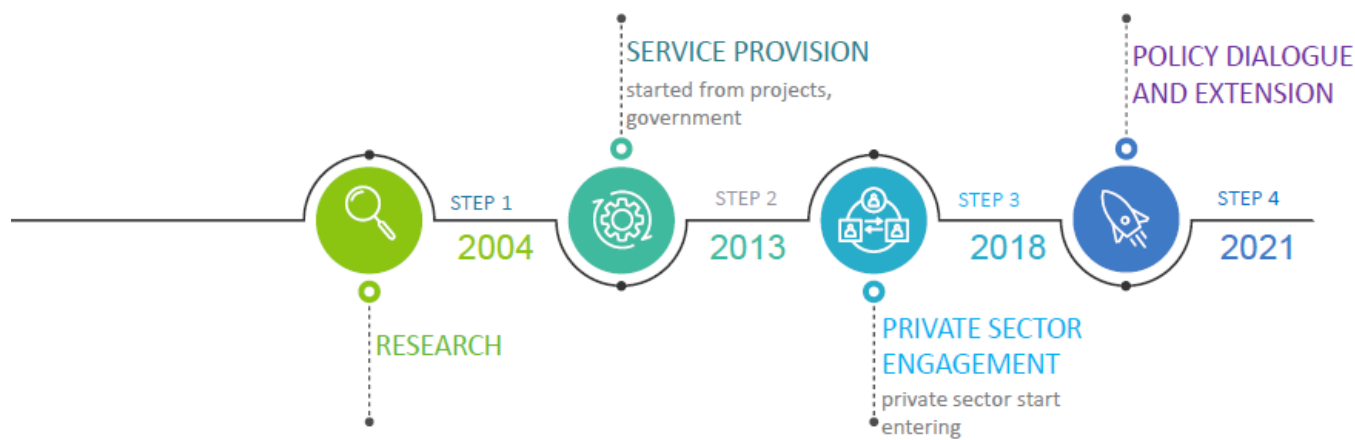 STEP 1
2004
RESEARCH
SERVICE PROVISION
started from projects,
government
STEP 2
2013
STEP 3
2018
PRIVATE SECTOR
ENGAGEMENT
private sector start
entering
POLICY DIALOGUE
AND EXTENSION
STEP 4
2021